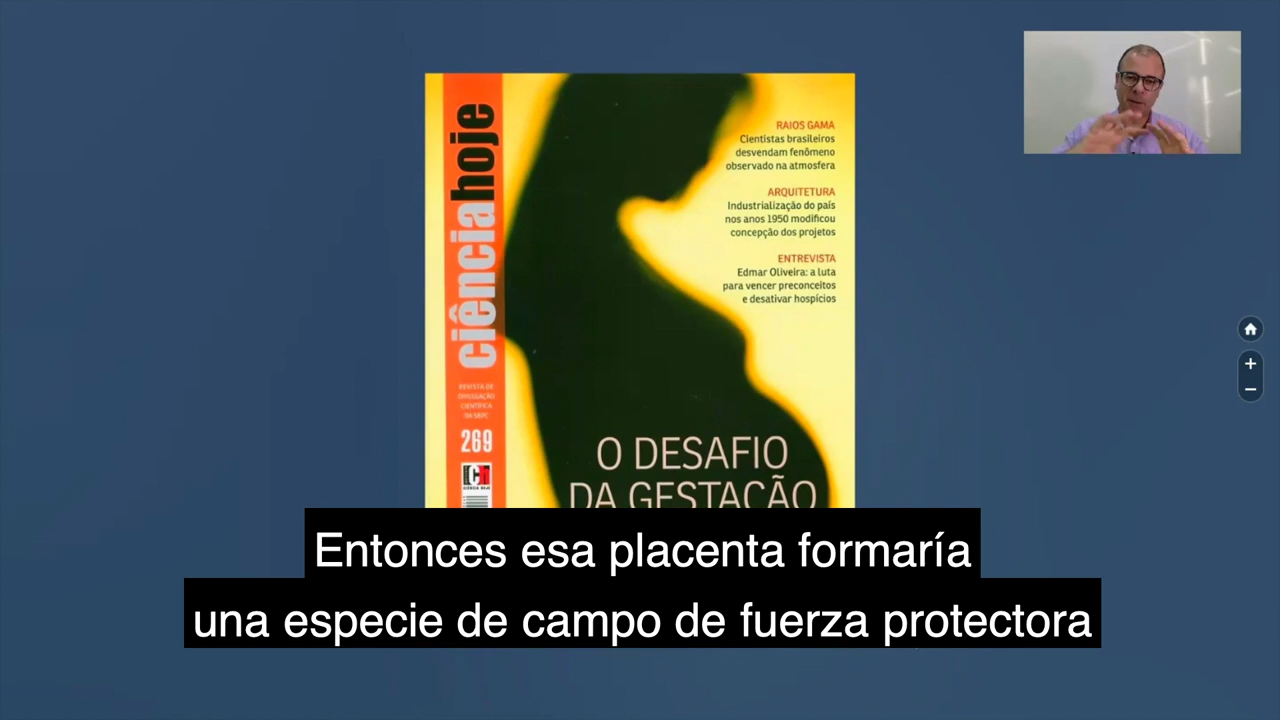 ciênciahoje
REVISTA DE
DIVULGAÇÃO
CIENTÍFICA
DA SBPC
269
CIÊNCIA HOJE
RAIOS GAMA
Cientistas brasileiros
desvendam fenômeno
observado na atmosfera
ARQUITETURA
Industrialização do país
nos anos 1950 modificou
concepção dos projetos
ENTREVISTA
Edmar Oliveira: a luta
para vencer preconceitos
e desativar hospícios
O DESAFIO
DA GESTAÇÃO
Entonces esa placenta formaría
una especie de campo de fuerza protectora